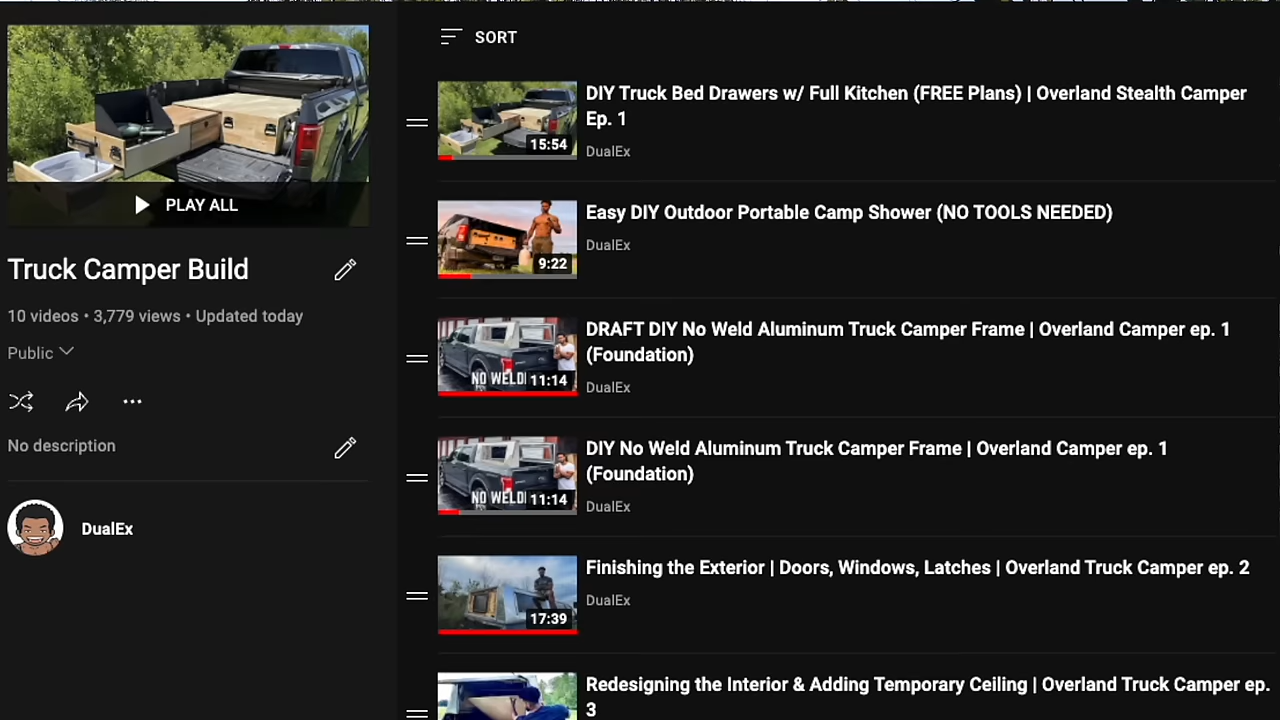 PLAY ALL
Truck Camper Build
10 videos • 3,779 views • Updated today
Public
No description
DualEx
SORT
15:54
DIY Truck Bed Drawers w/ Full Kitchen (FREE Plans) | Overland Stealth Camper
Ep. 1
DualEx
9:22
Easy DIY Outdoor Portable Camp Shower (NO TOOLS NEEDED)
DualEx
NO WELD 11:14
DRAFT DIY No Weld Aluminum Truck Camper Frame | Overland Camper ep. 1
(Foundation)
DualEx
NO WELD 11:14
DIY No Weld Aluminum Truck Camper Frame | Overland Camper ep. 1
(Foundation)
DualEx
17:39
Finishing the Exterior | Doors, Windows, Latches | Overland Truck Camper ep. 2
DualEx
Redesigning the Interior & Adding Temporary Ceiling | Overland Truck Camper ep.
3